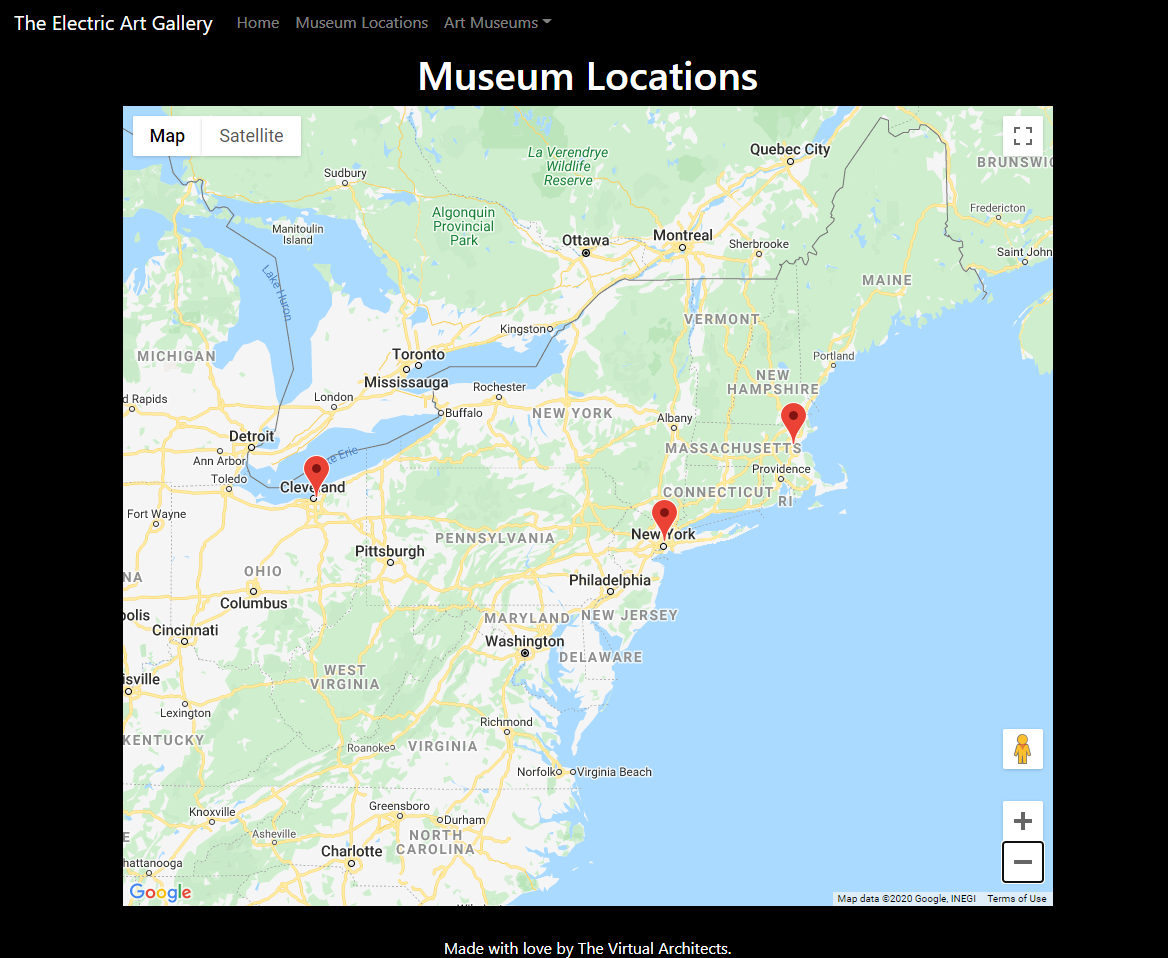 The Electric Art Gallery Home Museum Locations Art Museums
Museum Locations
Map Satellite
Quebec City
La Verendrye
Wildlife
Reserve
BRUNSWIC
Sudbury
Fredericton
Algonquin
Provincial
Park
Manitoulin
Island
Ottawa
Montreal
Sherbrooke
Saint John
Lake Huron
MAINE
VERMONT
Kingston
MICHIGAN
Toronto
Portland
Mississauga
NEW
HAMPSHIRE
Rochester
d Rapids
London
Buffalo
NEW YORK
Albany
Detroit
MASSACHUSETTS
Ann Arbor
ke Erie
Providence
Toledo
Cleveland
CONNECTICUT
RI
Fort Wayne
New York
PENNSYLVANIA
Pittsburgh
NA
OHIO
Philadelphia
Columbus
polis
MARYLAND
NEW JERSEY
Cincinnati
Washington
DELAWARE
isville
WEST
VIRGINIA
Lexington
Richmond
KENTUCKY
Roanoke
VIRGINIA
Norfolk
Virginia Beach
Knoxville
Greensboro
Durham
Asheville
NORTH
CAROLINA
E
Charlotte
hattanooga
Google
Map data ©2020 Google, INEGI Terms of Use
Made with love by The Virtual Architects.